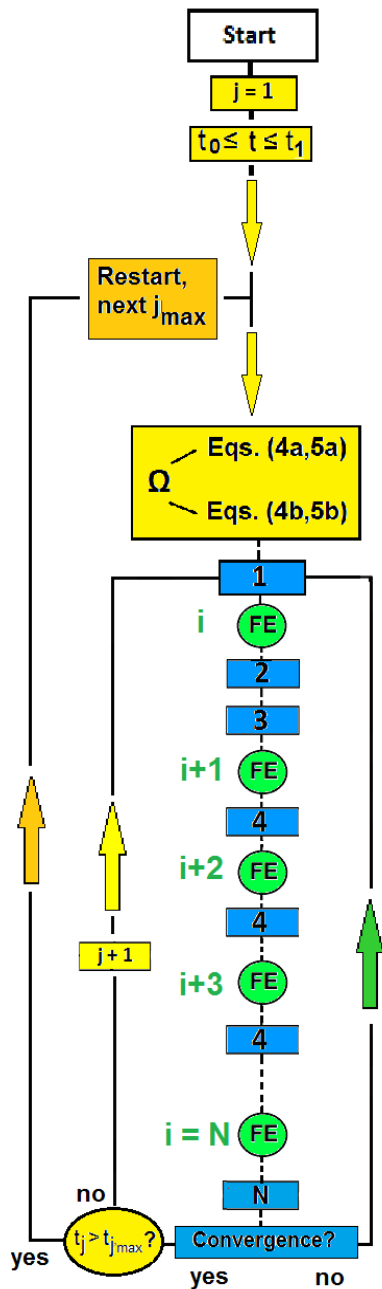 Start
j = 1
t₀ ≤ t ≤ t₁
Restart,
next jmax
Eqs. (4a,5a)
Ω
Eqs. (4b,5b)
1
i
FE
2
3
i+1
FE
4
i+2
FE
4
j + 1
i+3
FE
4
i = N
FE
N
no
tj > tjmax?
Convergence?
yes
yes
no